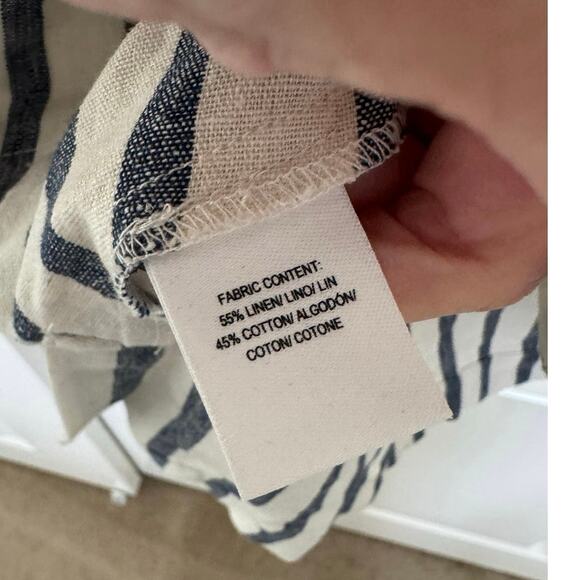 FABRIC CONTENT:
55% LINEN/ LINO/ LIN
45% COTTON/ ALGODÓN/
COTON/ COTONE